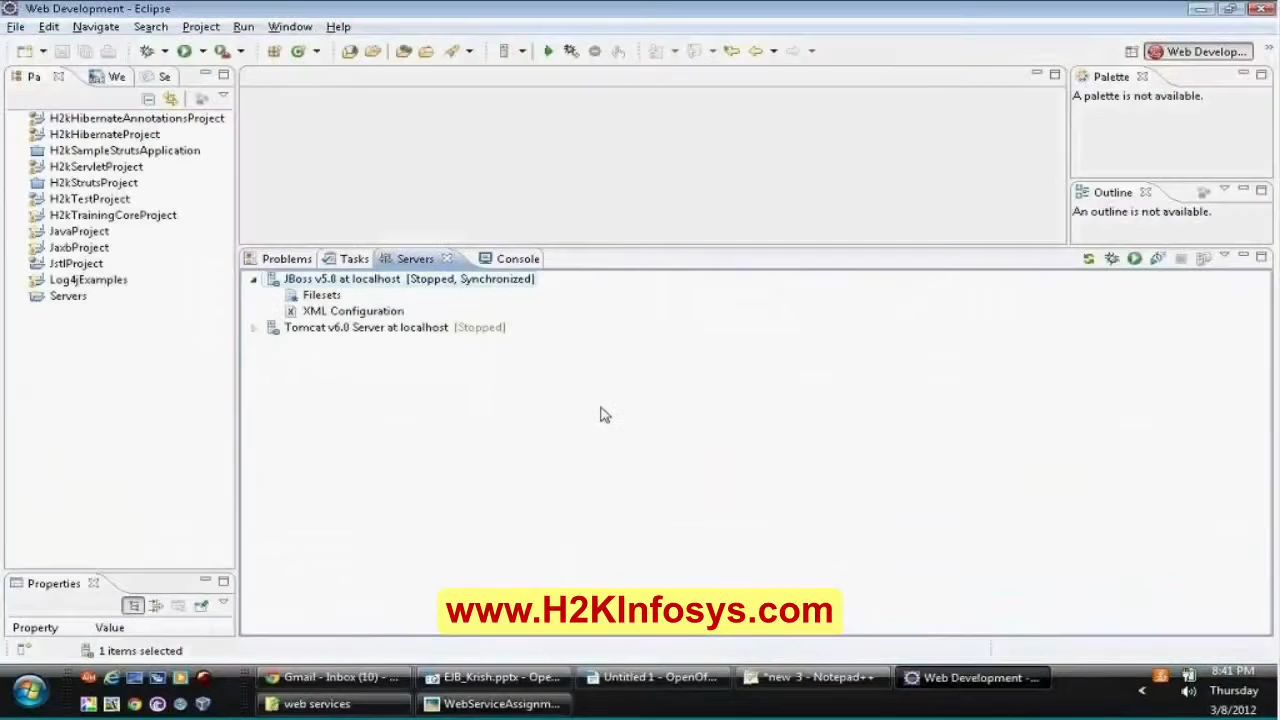 Web Development - Eclipse
File Edit Navigate Search Project Run Window Help
Web Develop...
Pa We Se
Palette
A palette is not available.
H2kHibernateAnnotationsProject
H2kHibernateProject
H2kSampleStrutsApplication
H2kServletProject
H2kStrutsProject
H2kTestProject
H2kTrainingCoreProject
JavaProject
JaxbProject
JstlProject
Log4jExamples
Servers
Outline
An outline is not available.
Problems Tasks Servers Console
JBoss v5.0 at localhost [Stopped, Synchronized]
Filesets
XML Configuration
Tomcat v6.0 Server at localhost [Stopped]
Properties
Property Value
www.H2KInfosys.com
1 items selected
Gmail - Inbox (10) - ... EJB_Krish.pptx - Ope... Untitled 1 - OpenOf... *new 3 - Notepad++ Web Development -...
web services WebServiceAssignm...
8:41 PM
Thursday
3/8/2012